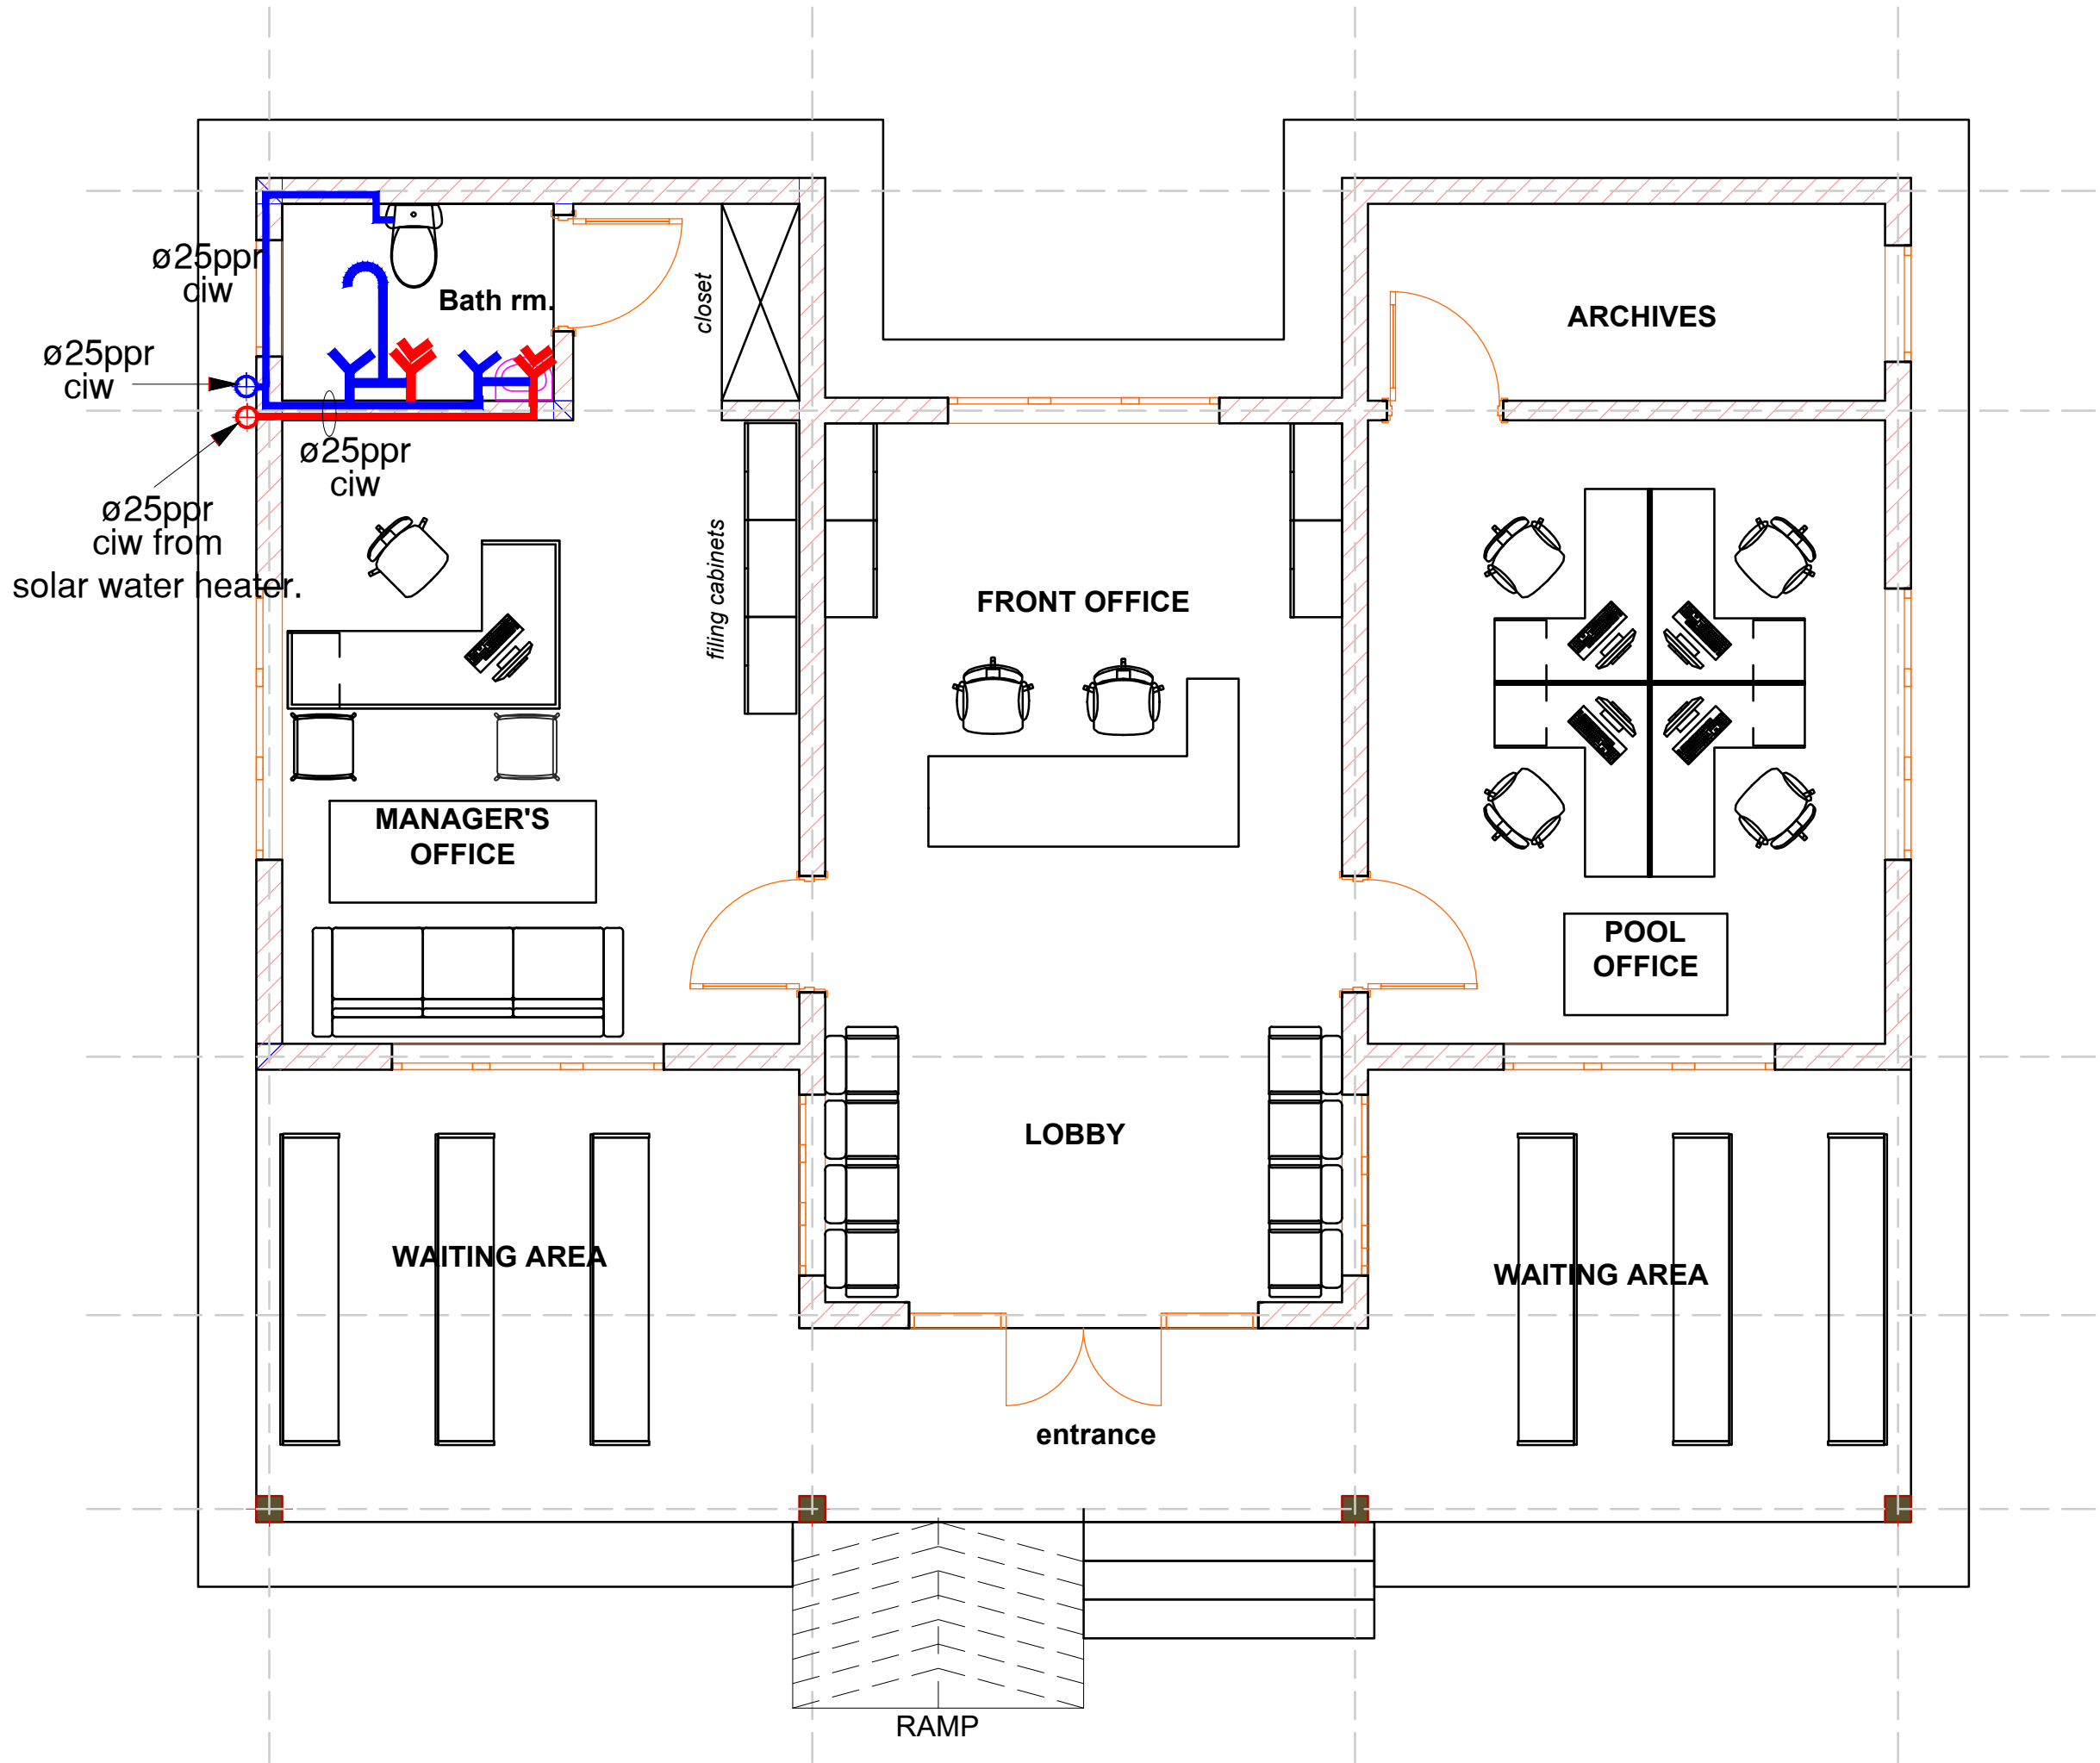 ø25ppr
ciw
Bath rm.
closet
ARCHIVES
ø25ppr
ciw
ø25ppr
ciw
ø25ppr
ciw from
solar water heater.
filing cabinets
FRONT OFFICE
MANAGER'S
OFFICE
POOL
OFFICE
LOBBY
WAITING AREA
WAITING AREA
entrance
RAMP